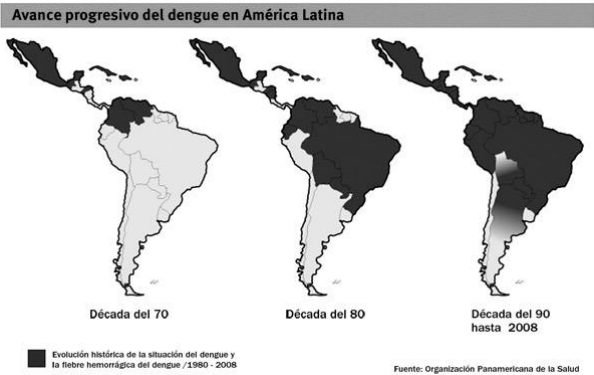 Avance progresivo del dengue en América Latina
Década del 70
Década del 80
Década del 90
hasta 2008
Evolución histórica de la situación del dengue y
la fiebre hemorrágica del dengue /1980 - 2008
Fuente: Organización Panamericana de la Salud